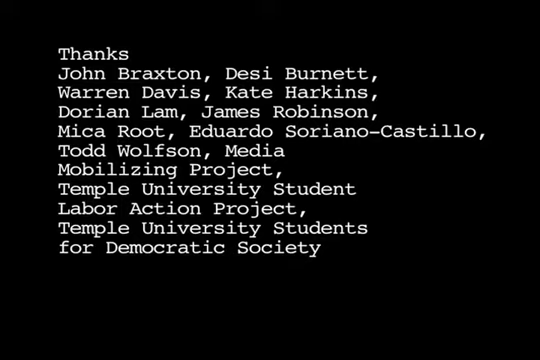 Thanks
John Braxton, Desi Burnett,
Warren Davis, Kate Harkins,
Dorian Lam, James Robinson,
Mica Root, Eduardo Soriano-Castillo,
Todd Wolfson, Media
Mobilizing Project,
Temple University Student
Labor Action Project,
Temple University Students
for Democratic Society